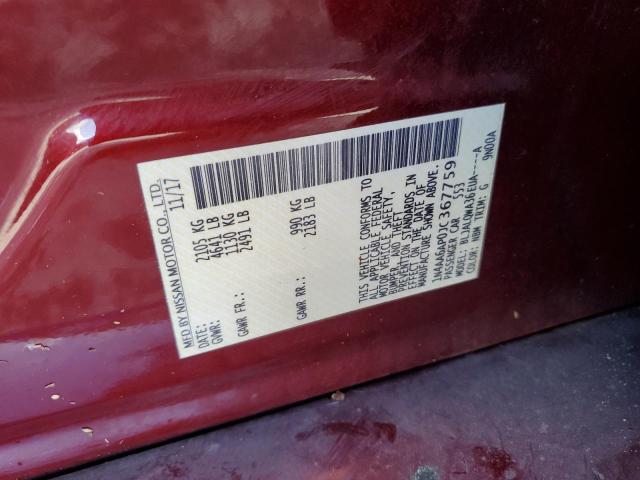 MFD BY NISSAN MOTOR CO., LTD.
DATE: 11/17
GVWR: 2105 KG
4641 LB
GAWR FR.: 1130 KG
2491 LB
GAWR RR.: 990 KG
2183 LB
THIS VEHICLE CONFORMS TO
ALL APPLICABLE FEDERAL
MOTOR VEHICLE SAFETY,
BUMPER, AND THEFT
PREVENTION STANDARDS IN
EFFECT ON THE DATE OF
MANUFACTURE SHOWN ABOVE.
1N4AA6AP0JC367759
PASSENGER CAR S53
MODEL: BUJALQWA36EUA----A
COLOR: NBM TRIM: G 9N00A